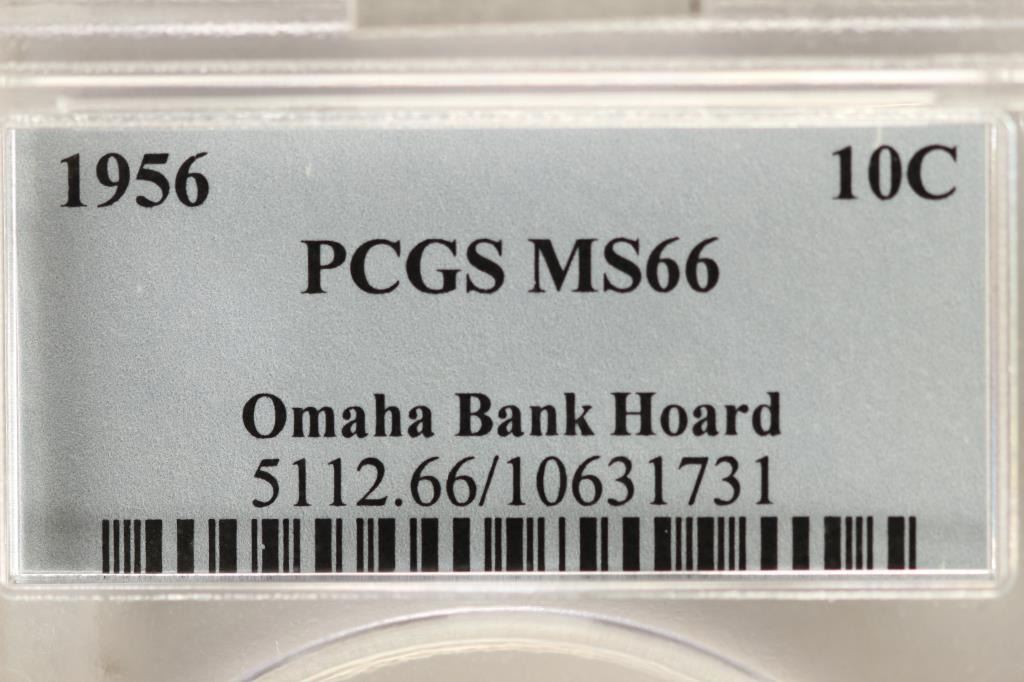 1956 10C
PCGS MS66
Omaha Bank Hoard
5112.66/10631731